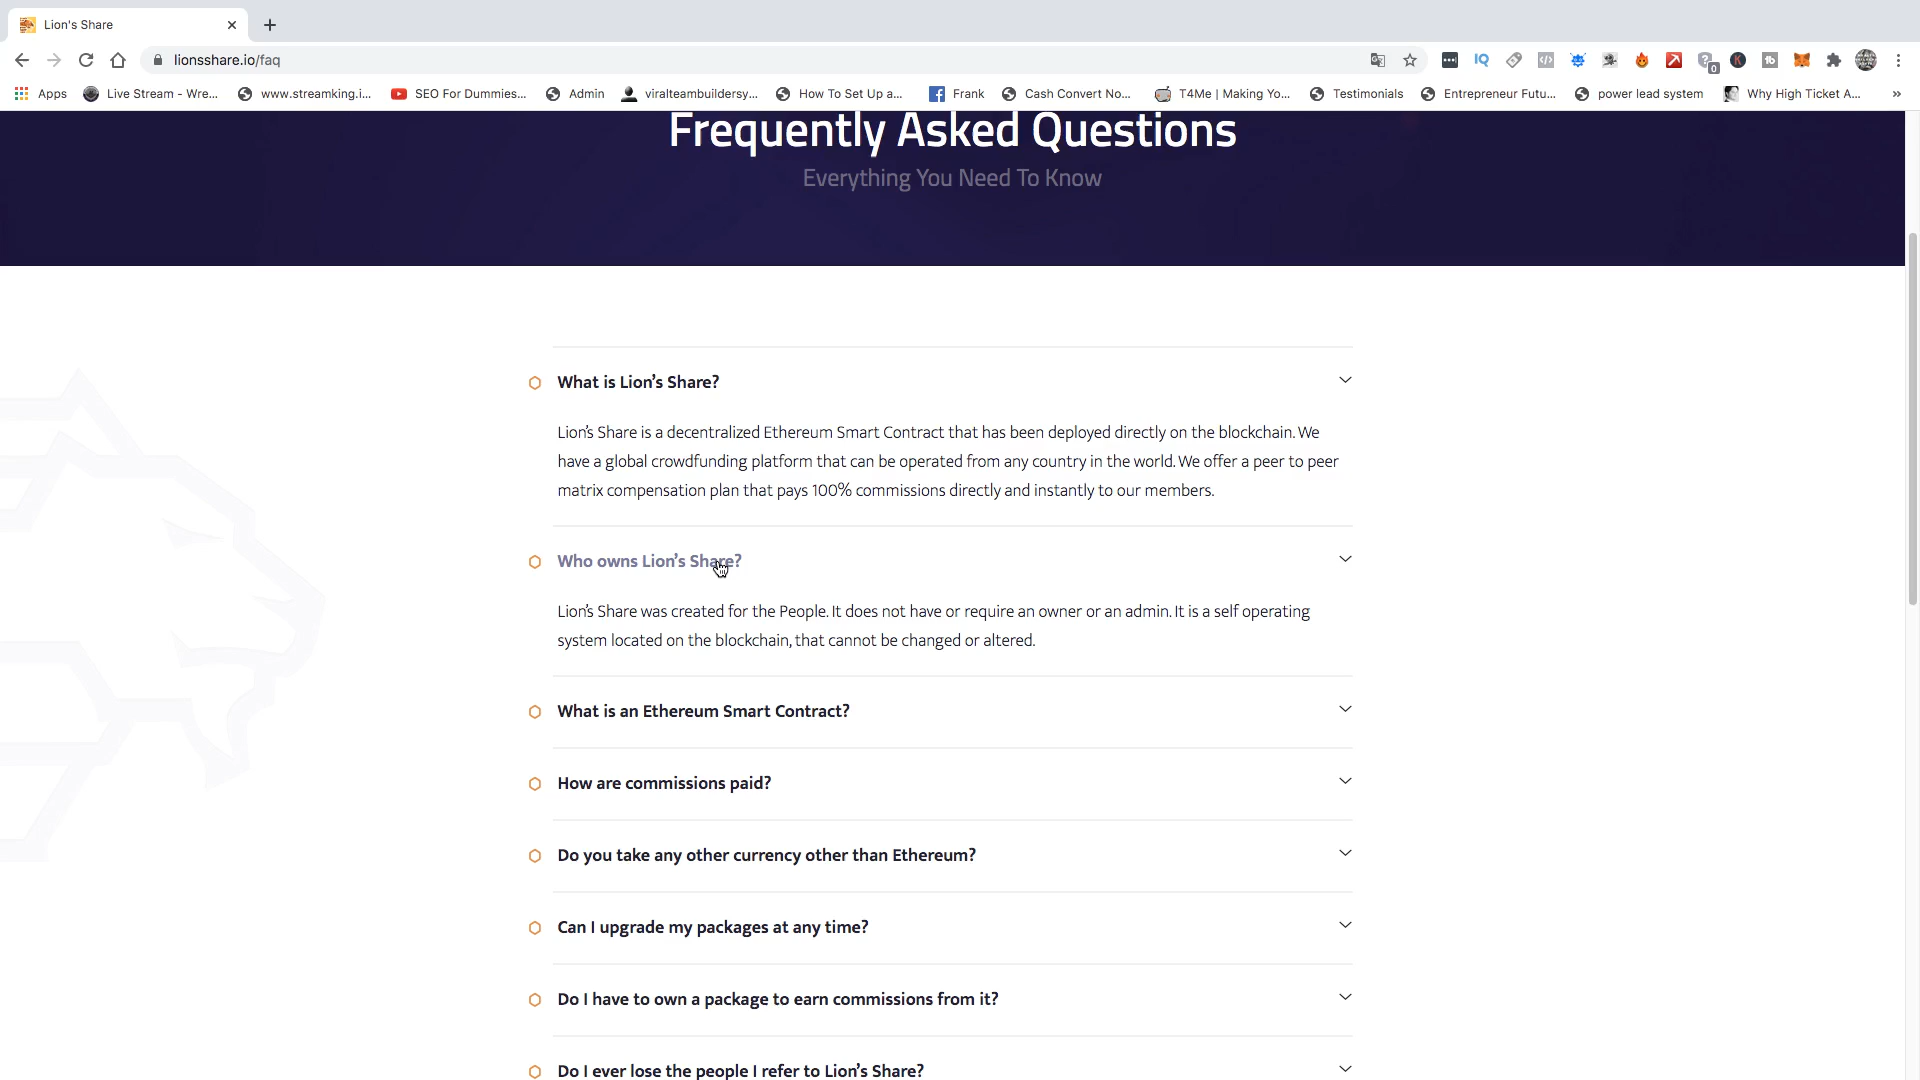 Lion's Share
lionsshare.io/faq
IQ
0
K
tb
Apps
Live Stream - Wre...
www.streamking.i...
SEO For Dummies...
Admin
viralteambuildersy...
How To Set Up a...
Frank
Cash Convert No...
T4Me | Making Yo...
Testimonials
Entrepreneur Futu...
power lead system
Why High Ticket A...
»
Frequently Asked Questions
Everything You Need To Know
What is Lion’s Share?
Lion’s Share is a decentralized Ethereum Smart Contract that has been deployed directly on the blockchain. We
have a global crowdfunding platform that can be operated from any country in the world. We offer a peer to peer
matrix compensation plan that pays 100% commissions directly and instantly to our members.
Who owns Lion’s Share?
Lion’s Share was created for the People. It does not have or require an owner or an admin. It is a self operating
system located on the blockchain, that cannot be changed or altered.
What is an Ethereum Smart Contract?
How are commissions paid?
Do you take any other currency other than Ethereum?
Can I upgrade my packages at any time?
Do I have to own a package to earn commissions from it?
Do I ever lose the people I refer to Lion’s Share?